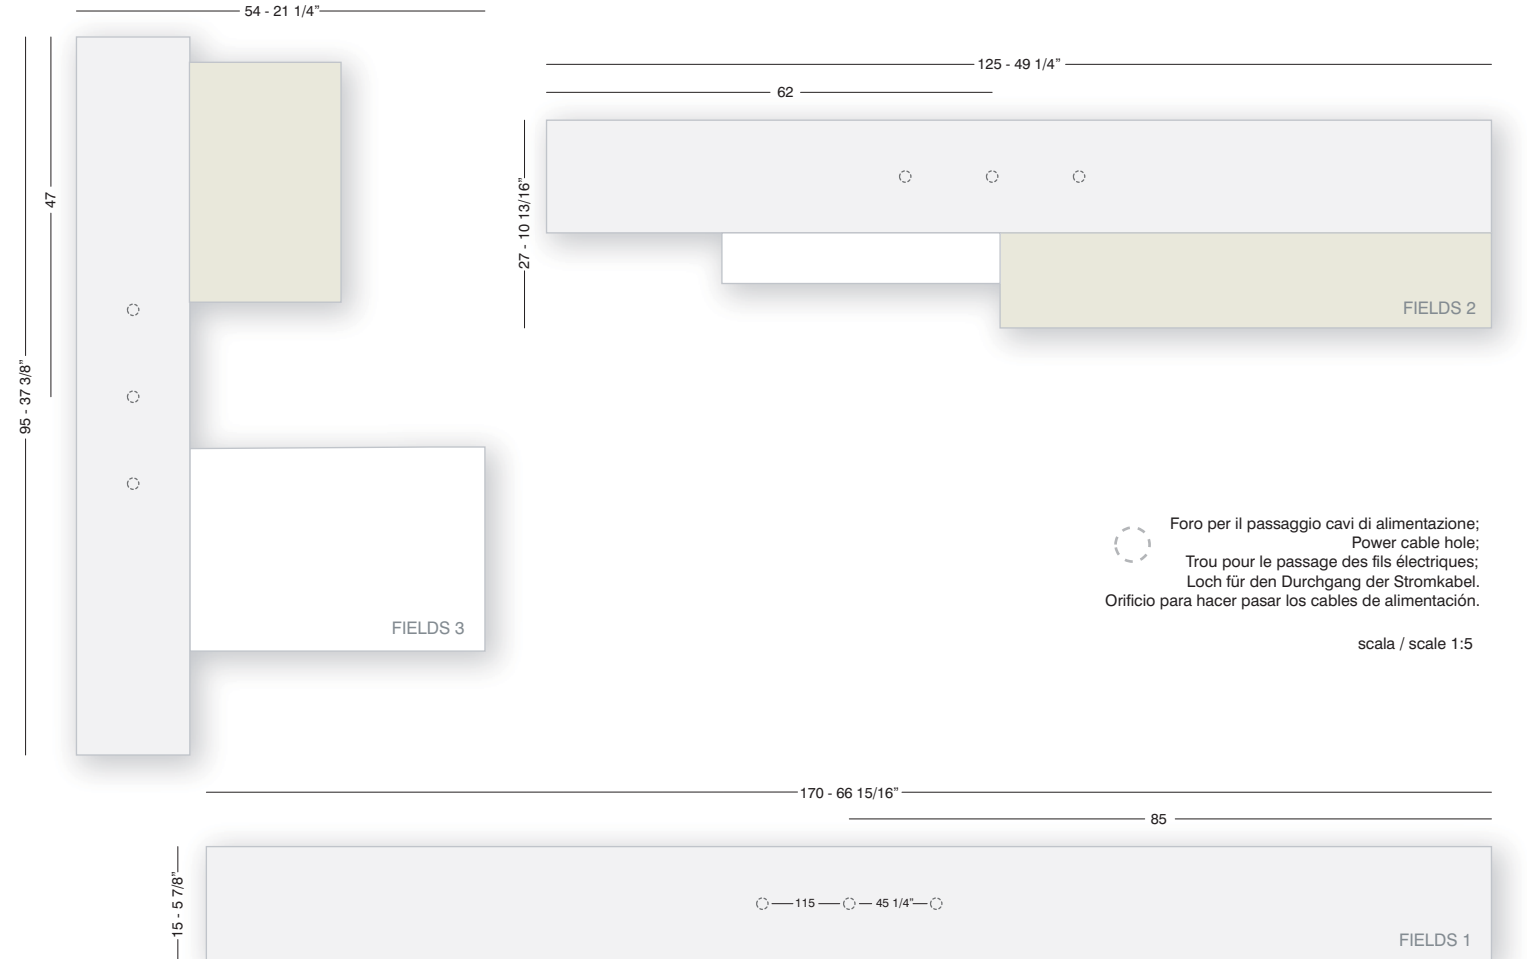 54 - 21 1/4”
125 - 49 1/4”
62
47
27 - 10 13/16”
95 - 37 3/8”
FIELDS 2
Foro per il passaggio cavi di alimentazione;
Power cable hole;
Trou pour le passage des fils électriques;
Loch für den Durchgang der Stromkabel.
Orificio para hacer pasar los cables de alimentación.
FIELDS 3
scala / scale 1:5
170 - 66 15/16”
85
15 - 5 7/8”
115
45 1/4”
FIELDS 1